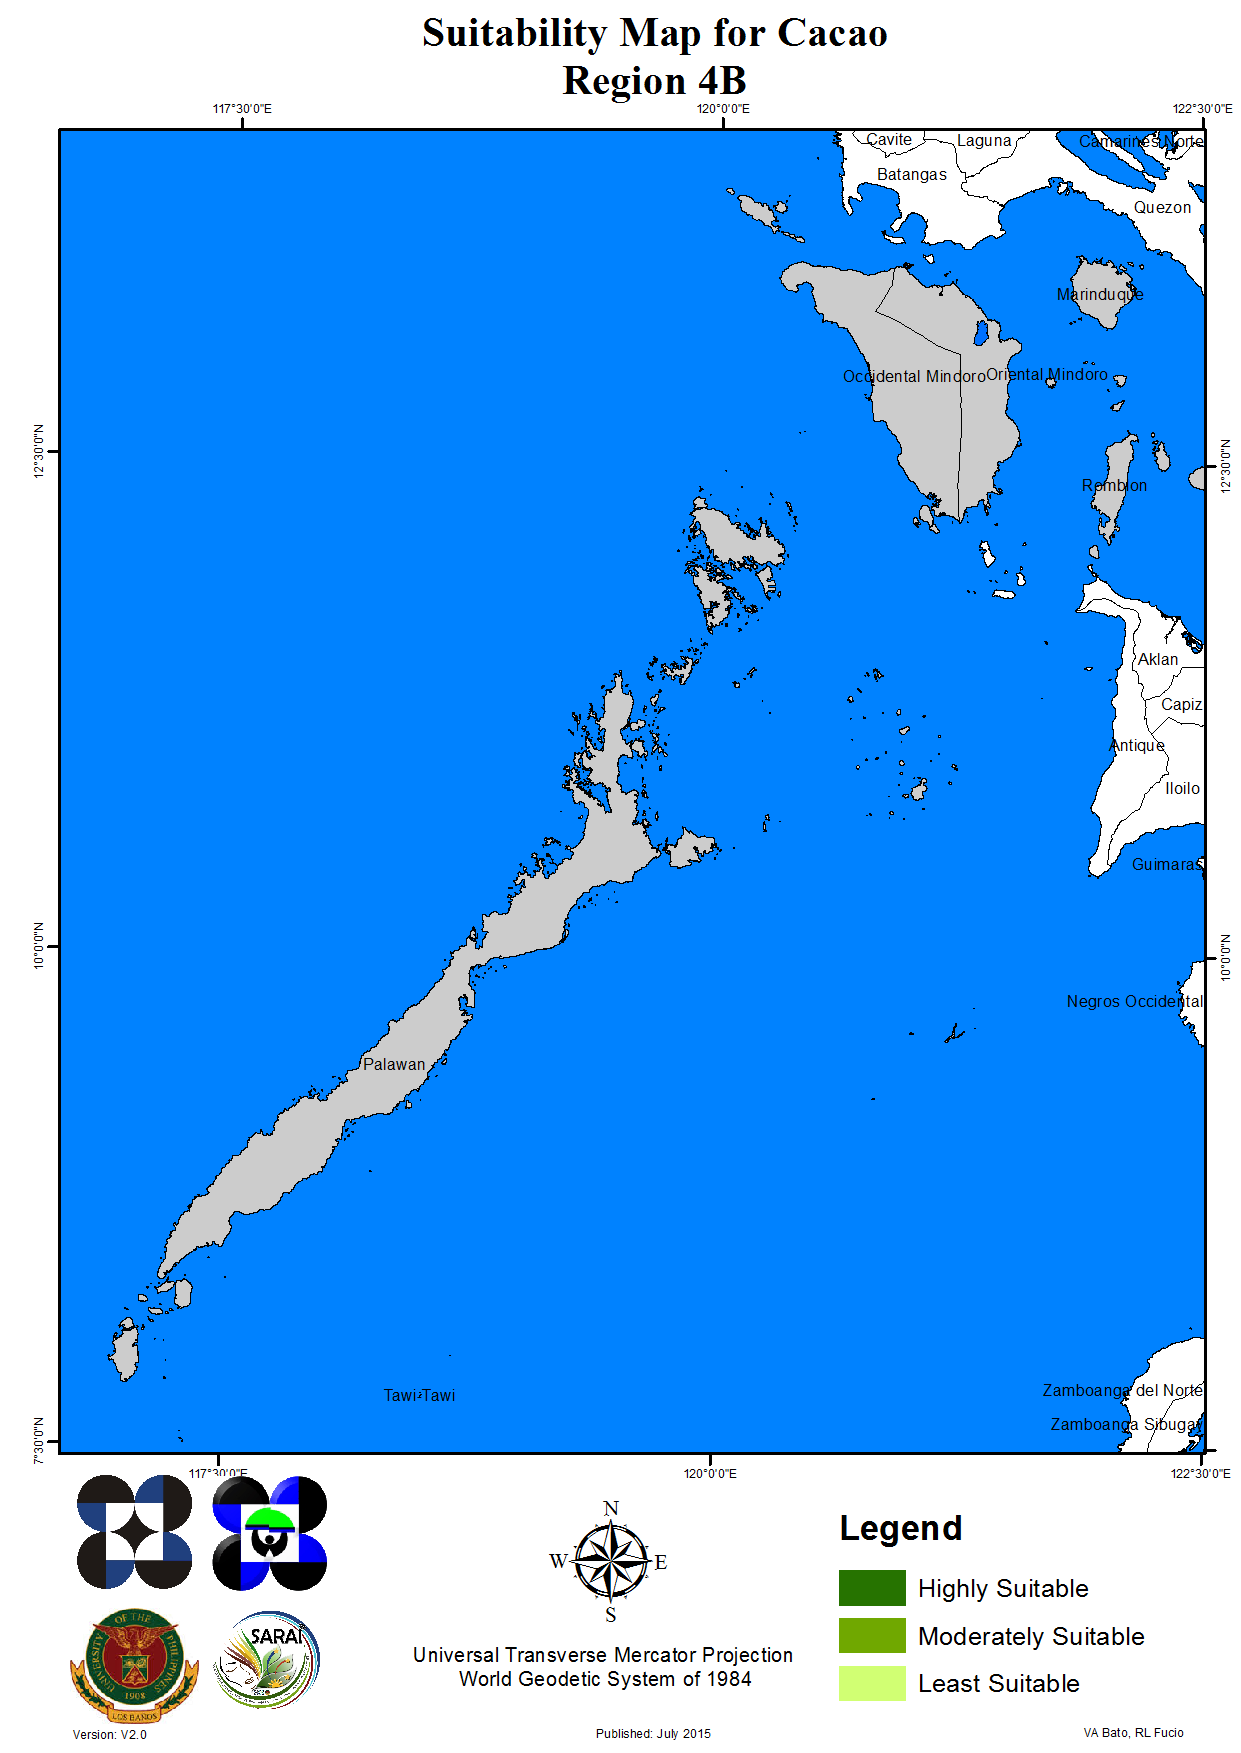 Suitability Map for Cacao
Region 4B
117°30'0"E
120°0'0"E
122°30'0"E
Cavite
Laguna
Camarines Norte
Batangas
Quezon
Marinduque
Occidental Mindoro
Oriental Mindoro
12°30'0"N
12°30'0"N
Romblon
Aklan
Capiz
Antique
Iloilo
Guimaras
10°0'0"N
10°0'0"N
Negros Occidental
Palawan
Tawi-Tawi
Zamboanga del Norte
Zamboanga Sibugay
7°30'0"N
117°30'0"E
120°0'0"E
122°30'0"E
N
W
E
S
Legend
Highly Suitable
Moderately Suitable
Least Suitable
UNIVERSITY OF THE PHILIPPINES
1908
LOS BAÑOS
SARAI
Universal Transverse Mercator Projection
World Geodetic System of 1984
Version: V2.0
Published: July 2015
VA Bato, RL Fucio